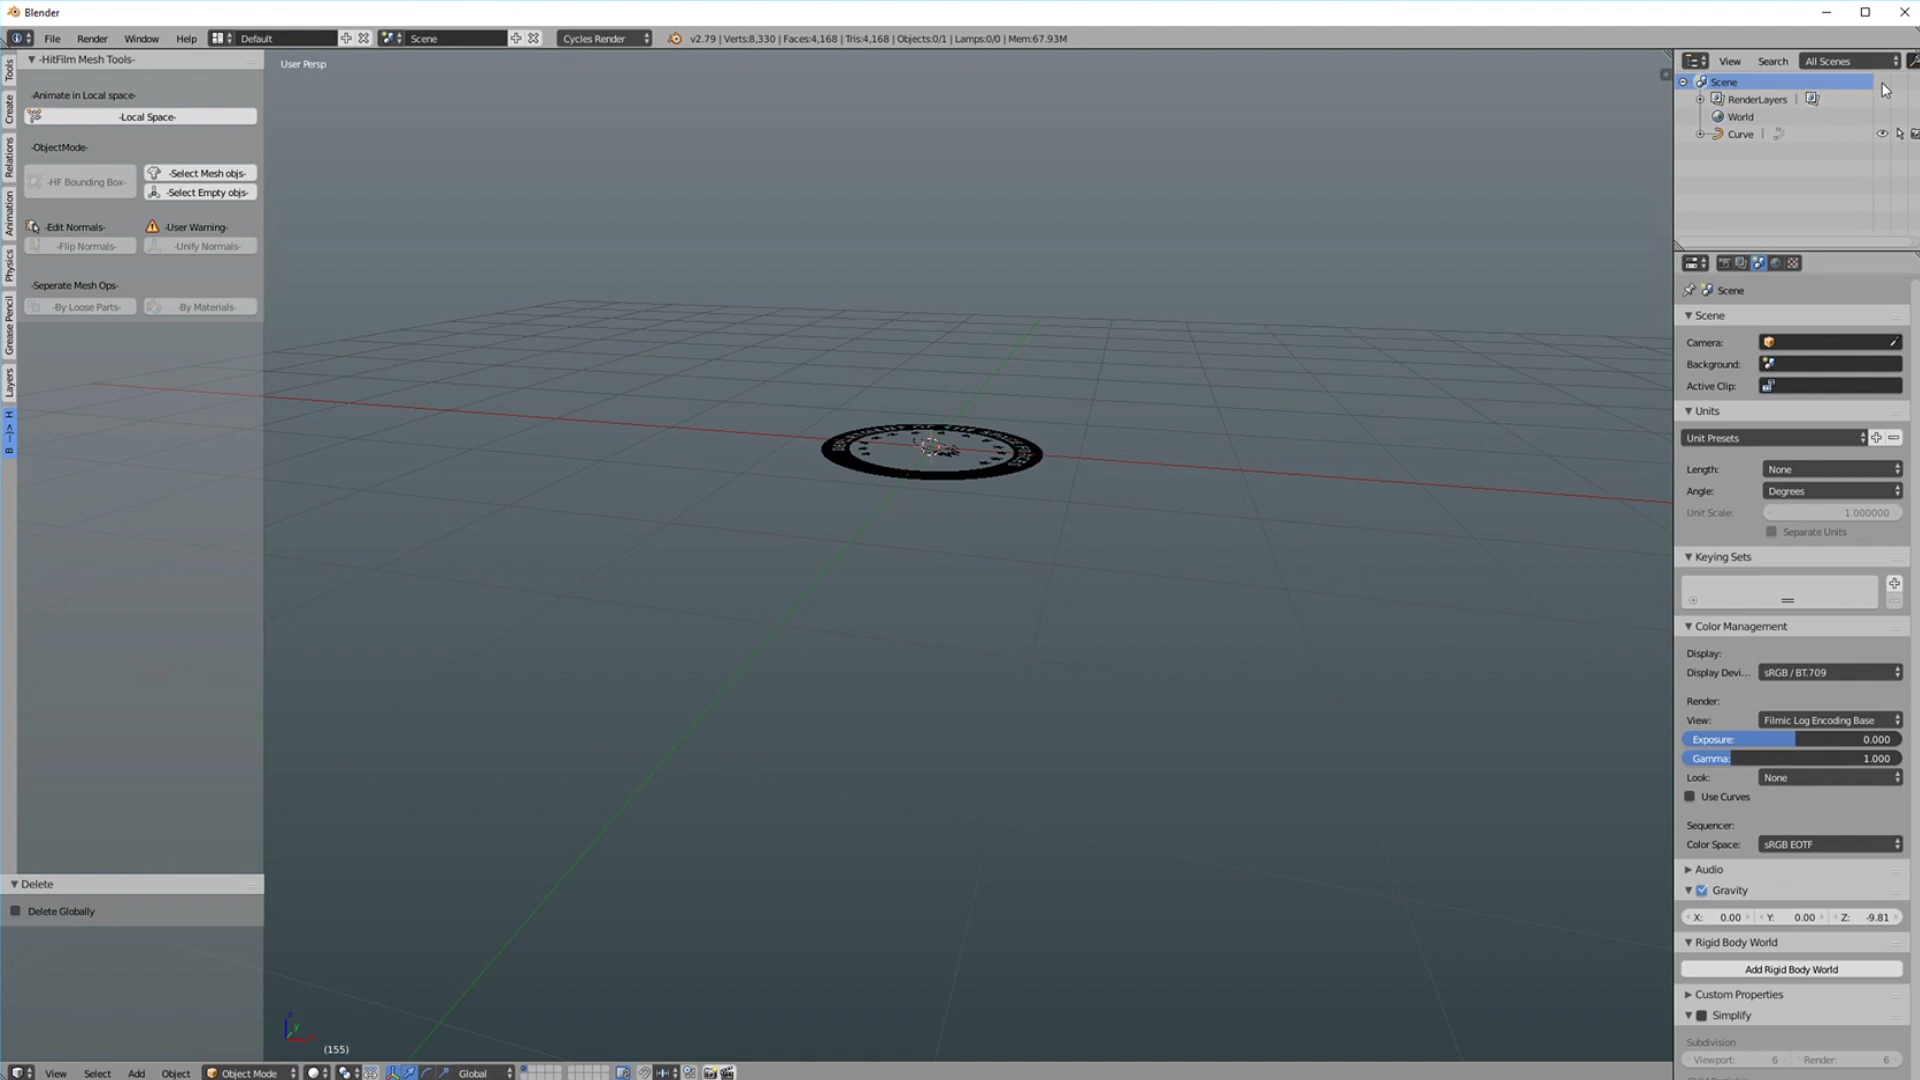 Blender
File Render Window Help Default Scene Cycles Render v2.79 | Verts:8,330 | Faces:4,168 | Tris:4,168 | Objects:0/1 | Lamps:0/0 | Mem:67.93M
-HitFilm Mesh Tools-
-Animate in Local space-
-Local Space-
-ObjectMode-
-HF Bounding Box-
-Select Mesh objs-
-Select Empty objs-
-Edit Normals- -User Warning-
-Flip Normals- -Unify Normals-
-Seperate Mesh Ops-
-By Loose Parts- -By Materials-
Tools
Create
Relations
Animation
Physics
Grease Pencil
Layers
Delete
Delete Globally
User Persp
(155)
View Select Add Object Object Mode Global
View Search All Scenes
Scene
RenderLayers |
World
Curve |
Scene
Scene
Camera:
Background:
Active Clip:
Units
Unit Presets
Length: None
Angle: Degrees
Unit Scale: 1.000000
Separate Units
Keying Sets
Color Management
Display:
Display Devi... sRGB / BT.709
Render:
View: Filmic Log Encoding Base
Exposure: 0.000
Gamma: 1.000
Look: None
Use Curves
Sequencer:
Color Space: sRGB EOTF
Audio
Gravity
X: 0.00 Y: 0.00 Z: -9.81
Rigid Body World
Add Rigid Body World
Custom Properties
Simplify
Subdivision
Viewport: 6 Render: 6